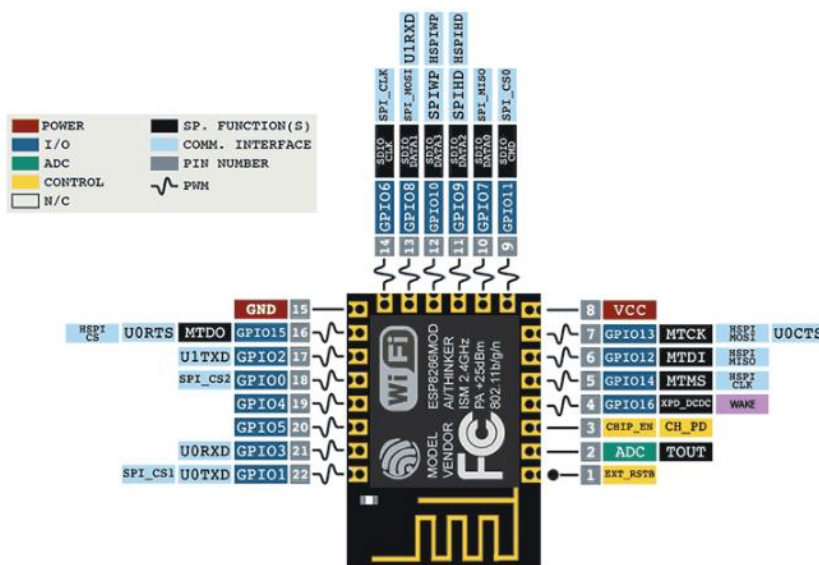 POWER
I/O
ADC
CONTROL
N/C
SP. FUNCTION(S)
COMM. INTERFACE
PIN NUMBER
PWM
SPI_CLK SDIO CLK GPIO6 14
U1RXD SPI_MOSI SDIO DATA1 GPIO8 13
HSPIWP SPIWP SDIO DATA3 GPIO10 12
HSPIHD SPIHD SDIO DATA2 GPIO9 11
SPI_MISO SDIO DATA0 GPIO7 10
SPI_CS0 SDIO CMD GPIO11 9
GND 15
HSPI CS U0RTS MTDO GPIO15 16
U1TXD GPIO2 17
SPI_CS2 GPIO0 18
GPIO4 19
GPIO5 20
U0RXD GPIO3 21
SPI_CS1 U0TXD GPIO1 22
WiFi
MODEL
VENDOR
ESP8266MOD
AI/THINKER
ISM 2.4GHz
PA +25dBm
802.11b/g/n
FC
8 VCC
7 GPIO13 MTCK HSPI MOSI U0CTS
6 GPIO12 MTDI HSPI MISO
5 GPIO14 MTMS HSPI CLK
4 GPIO16 XPD_DCDC WAKE
3 CHIP_EN CH_PD
2 ADC TOUT
1 EXT_RSTB